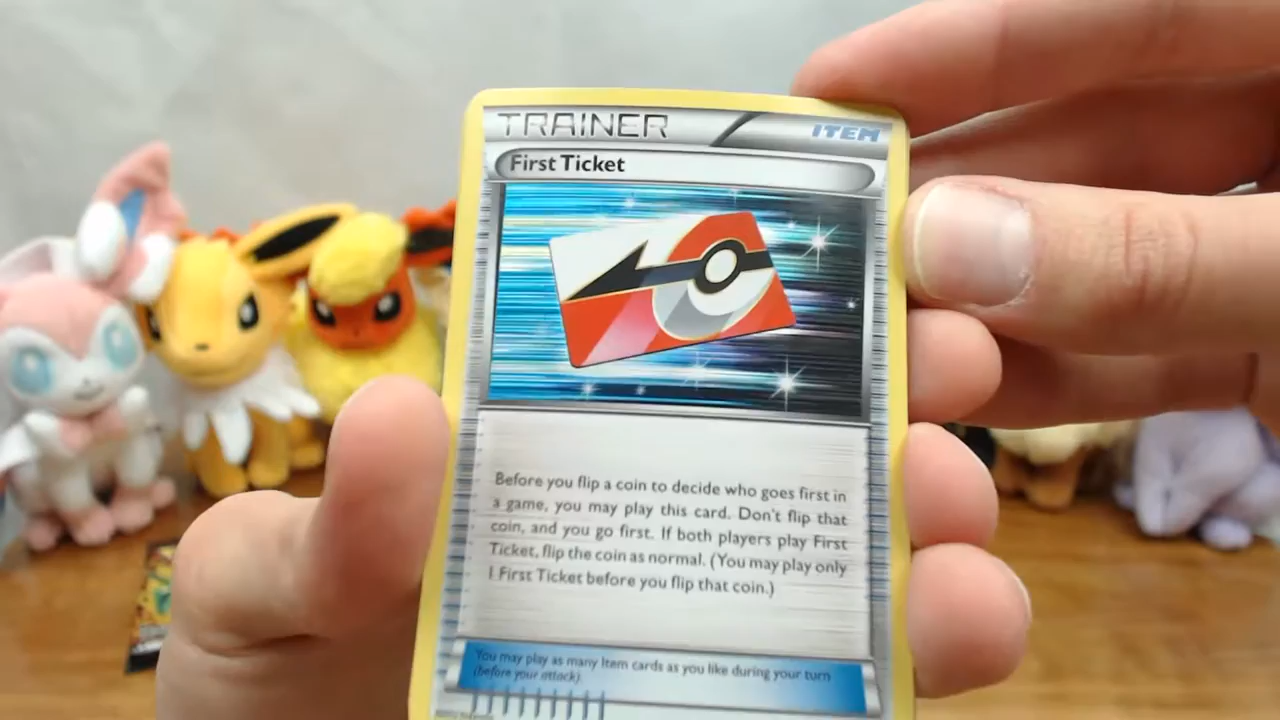 TRAINER
ITEM
First Ticket
Before you flip a coin to decide who goes first in
a game, you may play this card. Don't flip that
coin, and you go first. If both players play First
Ticket, flip the coin as normal. (You may play only
1 First Ticket before you flip that coin.)
You may play as many Item cards as you like during your turn
(before your attack).